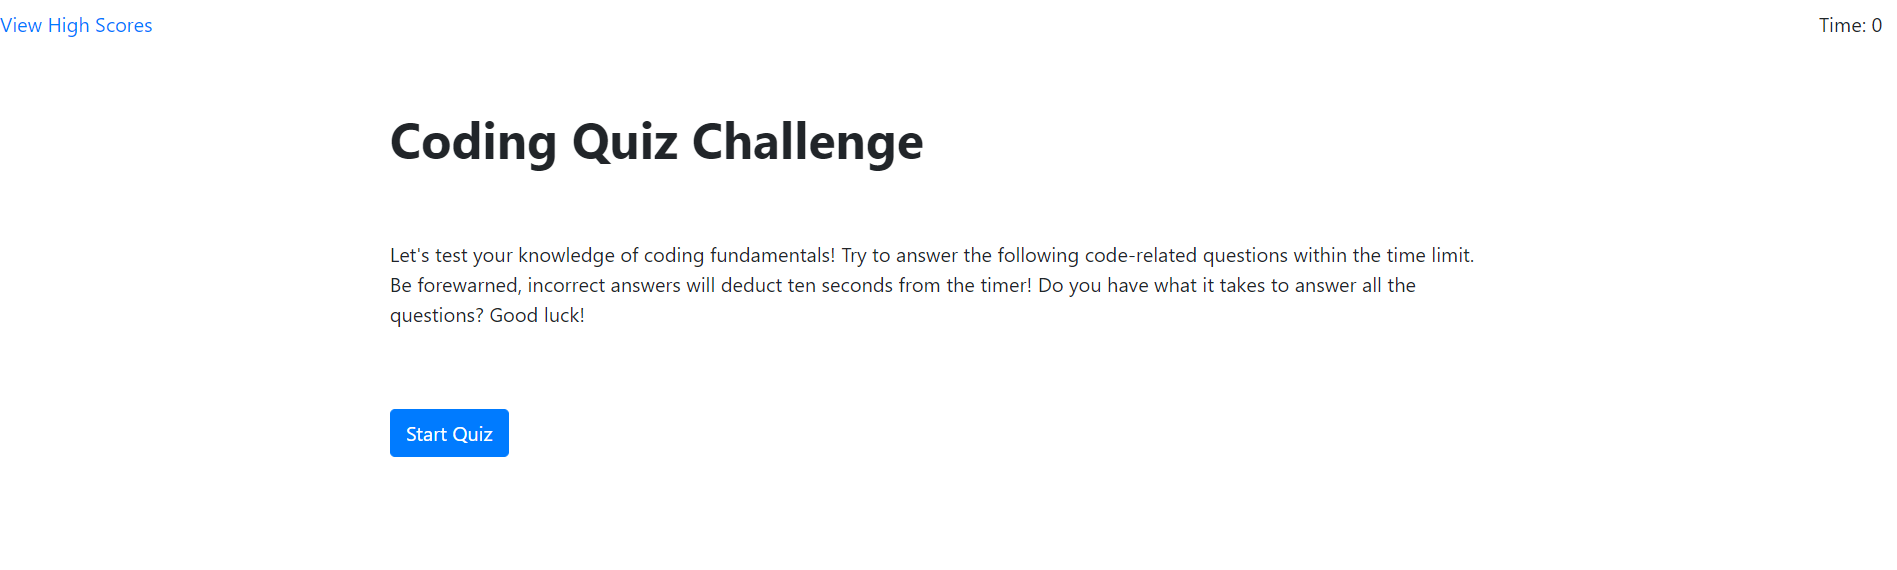 View High Scores
Time: 0
Coding Quiz Challenge
Let's test your knowledge of coding fundamentals! Try to answer the following code-related questions within the time limit.
Be forewarned, incorrect answers will deduct ten seconds from the timer! Do you have what it takes to answer all the
questions? Good luck!
Start Quiz